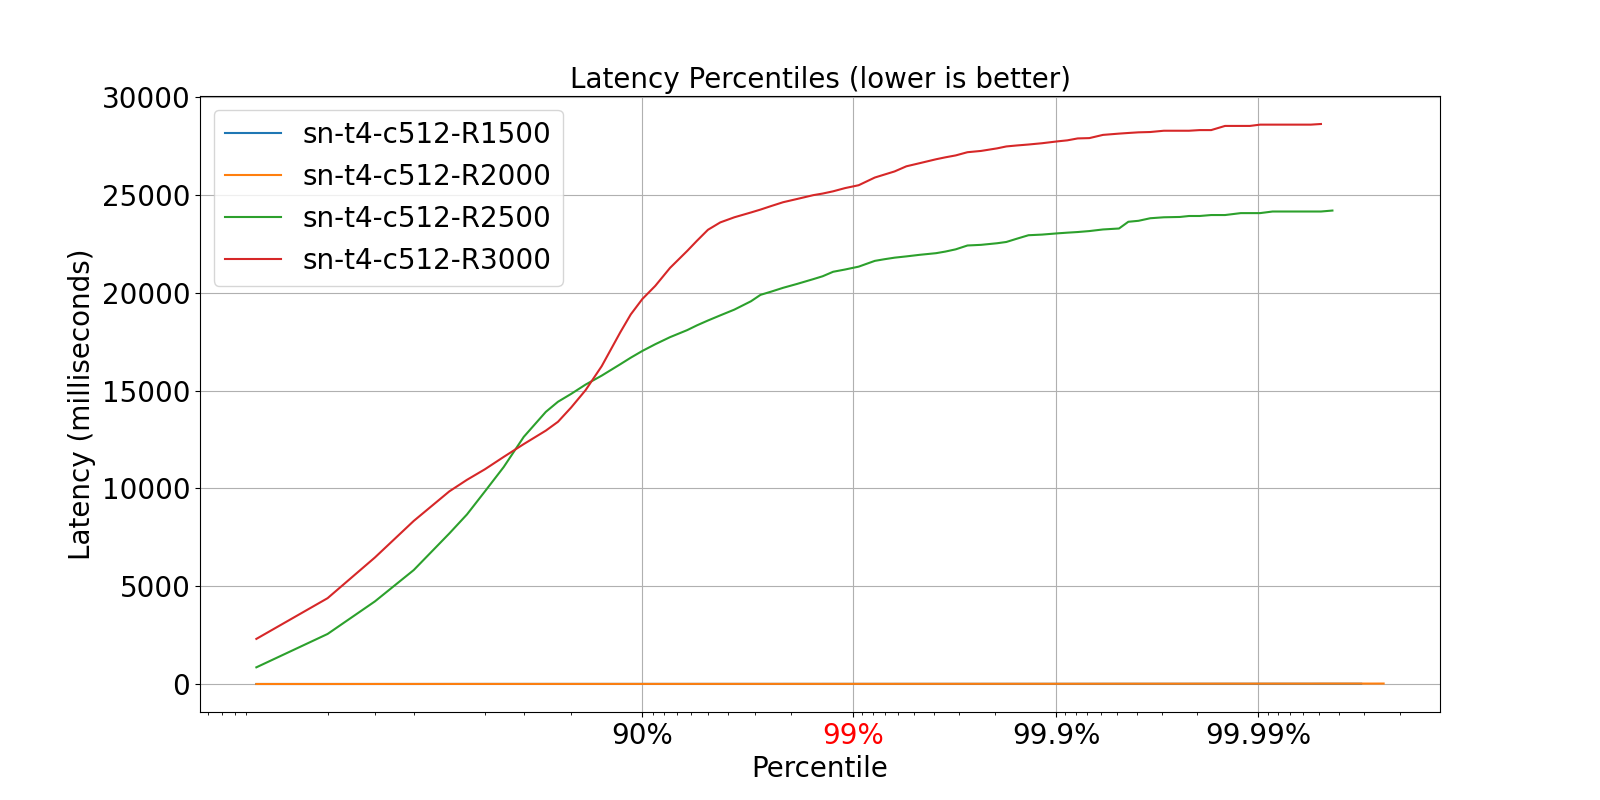 Latency Percentiles (lower is better)
30000
25000
20000
15000
10000
5000
0
Latency (milliseconds)
sn-t4-c512-R1500
sn-t4-c512-R2000
sn-t4-c512-R2500
sn-t4-c512-R3000
90% 99% 99.9% 99.99%
Percentile